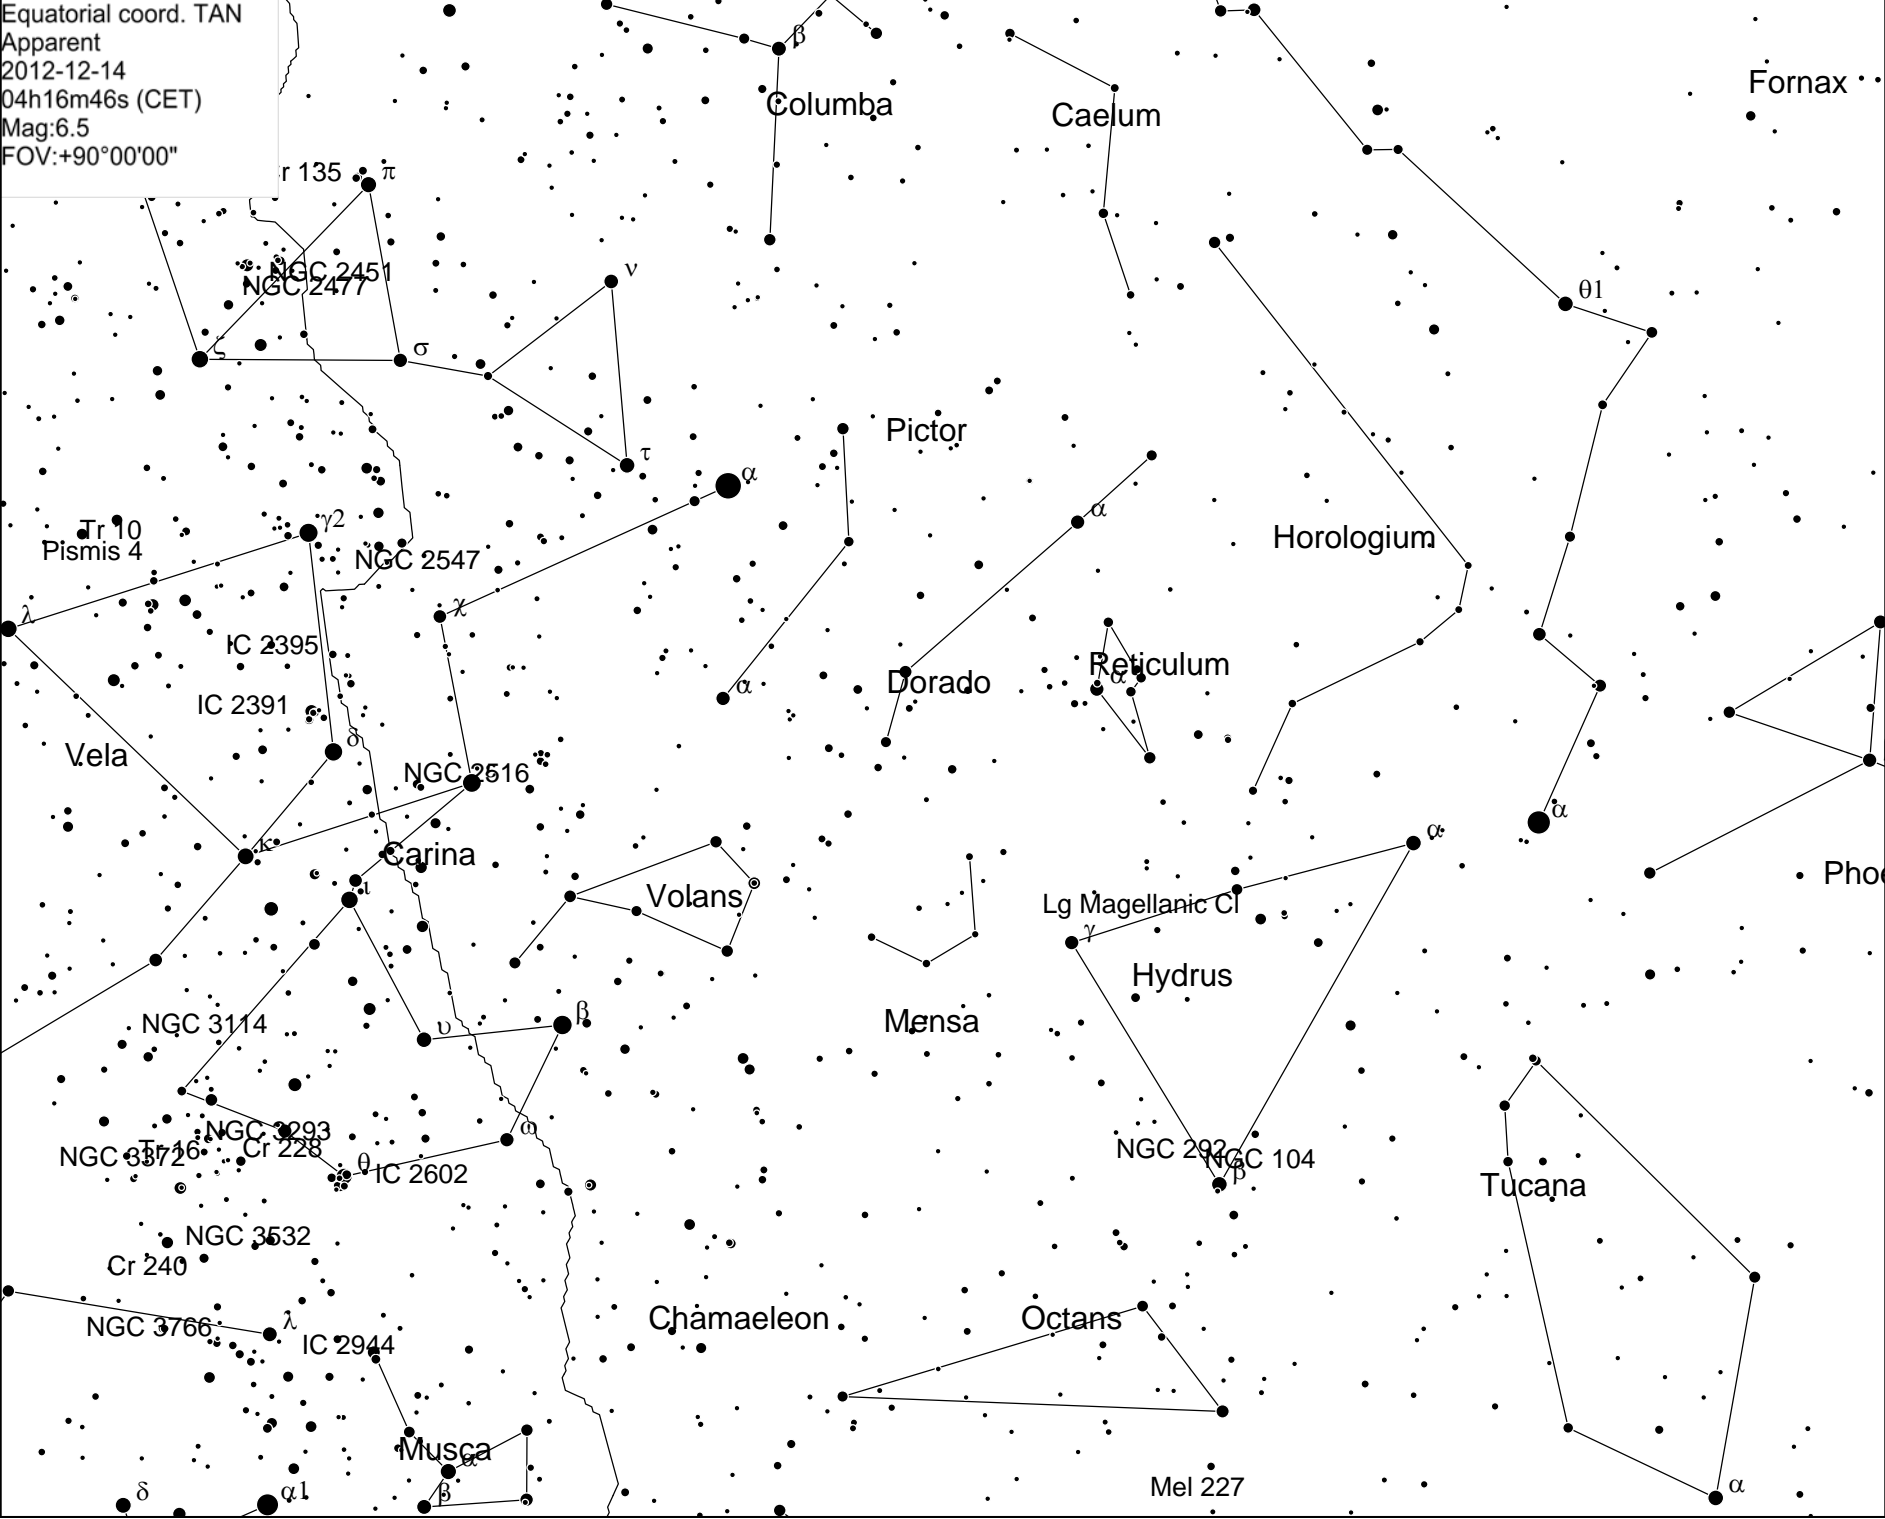 Equatorial coord. TAN
Apparent
2012-12-14
04h16m46s (CET)
Mag:6.5
FOV:+90°00'00"
β
Columba
Caelum
Fornax
r 135
π
NGC 2451
NGC 2477
ν
θ1
ζ
σ
Pictor
τ
α
α
γ2
Tr 10
Pismis 4
NGC 2547
Horologium
λ
χ
IC 2395
Reticulum
α
Dorado
α
IC 2391
δ
Vela
NGC 2516
α
α
κ
Carina
ι
Volans
Phoe
Lg Magellanic Cl
γ
Hydrus
NGC 3114
υ
β
Mensa
ω
NGC 3293
Tr 16
Cr 228
NGC 3372
θ
IC 2602
NGC 292
NGC 104
β
Tucana
NGC 3532
Cr 240
Chamaeleon
Octans
λ
NGC 3766
IC 2944
Musca
α
Mel 227
α
δ
α1
β